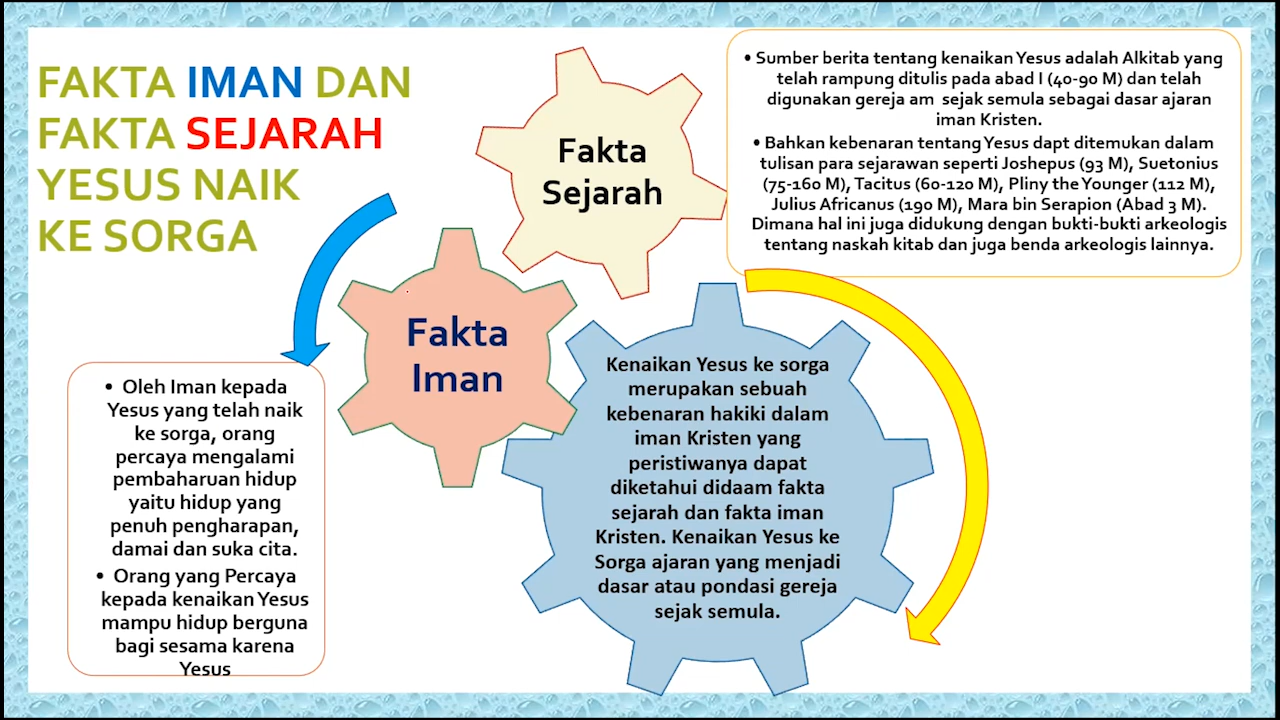 FAKTA IMAN DAN
FAKTA SEJARAH
YESUS NAIK
KE SORGA
Fakta
Sejarah
• Sumber berita tentang kenaikan Yesus adalah Alkitab yang
telah rampung ditulis pada abad I (40-90 M) dan telah
digunakan gereja am sejak semula sebagai dasar ajaran
iman Kristen.
• Bahkan kebenaran tentang Yesus dapt ditemukan dalam
tulisan para sejarawan seperti Joshepus (93 M), Suetonius
(75-160 M), Tacitus (60-120 M), Pliny the Younger (112 M),
Julius Africanus (190 M), Mara bin Serapion (Abad 3 M).
Dimana hal ini juga didukung dengan bukti-bukti arkeologis
tentang naskah kitab dan juga benda arkeologis lainnya.
Fakta
Iman
• Oleh Iman kepada
Yesus yang telah naik
ke sorga, orang
percaya mengalami
pembaharuan hidup
yaitu hidup yang
penuh pengharapan,
damai dan suka cita.
• Orang yang Percaya
kepada kenaikan Yesus
mampu hidup berguna
bagi sesama karena
Yesus
Kenaikan Yesus ke sorga
merupakan sebuah
kebenaran hakiki dalam
iman Kristen yang
peristiwanya dapat
diketahui didaam fakta
sejarah dan fakta iman
Kristen. Kenaikan Yesus ke
Sorga ajaran yang menjadi
dasar atau pondasi gereja
sejak semula.